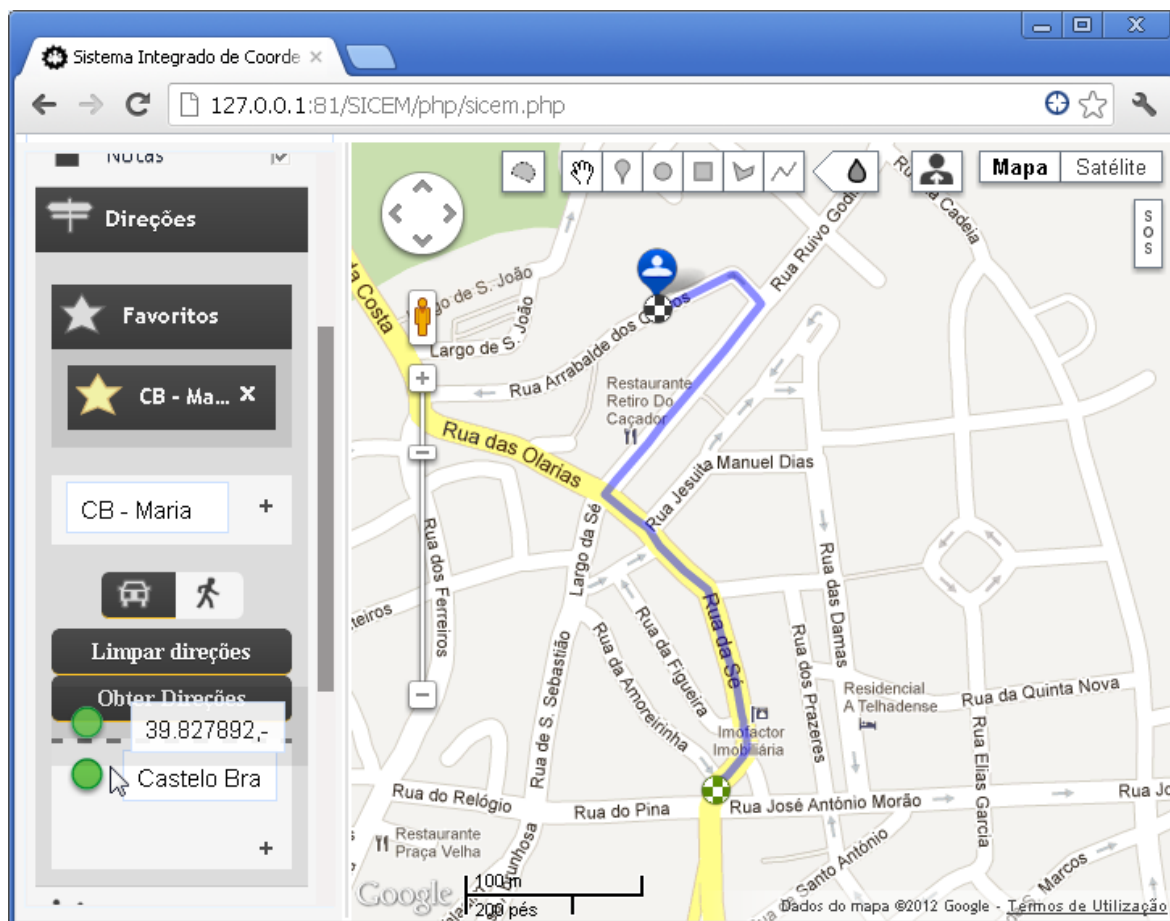 Sistema Integrado de Coorde
127.0.0.1:81/SICEM/php/sicem.php
Notas
Direções
Favoritos
CB - Ma...
CB - Maria
Limpar direções
Obter Direções
39.827892,-
Castelo Bra
Mapa
Satélite
S
O
S
Rua da Cadeia
Rua Ruivo Godi
da Costa
Largo de S. João
Largo de S. João
Rua Arrabalde dos
Restaurante
Retiro Do
Caçador
Rua das Olarias
Rua Jesuíta Manuel Dias
Largo da Sé
Rua dos Ferreiros
teiros
Rua da Sé
Rua das Damas
Rua da Figueira
Rua da Amoreirinha
Rua de S. Sebastião
Rua dos Prazeres
Residencial
A Telhadense
Rua da Quinta Nova
Rua Elias Garcia
Imofactor
Imobiliária
Rua do Relógio
Rua do Pina
Rua José António Morão
Rua Jo
Restaurante
Praça Velha
Santo António
S. Marcos
Google
100 m
200 pés
Dados do mapa ©2012 Google - Termos de Utilização